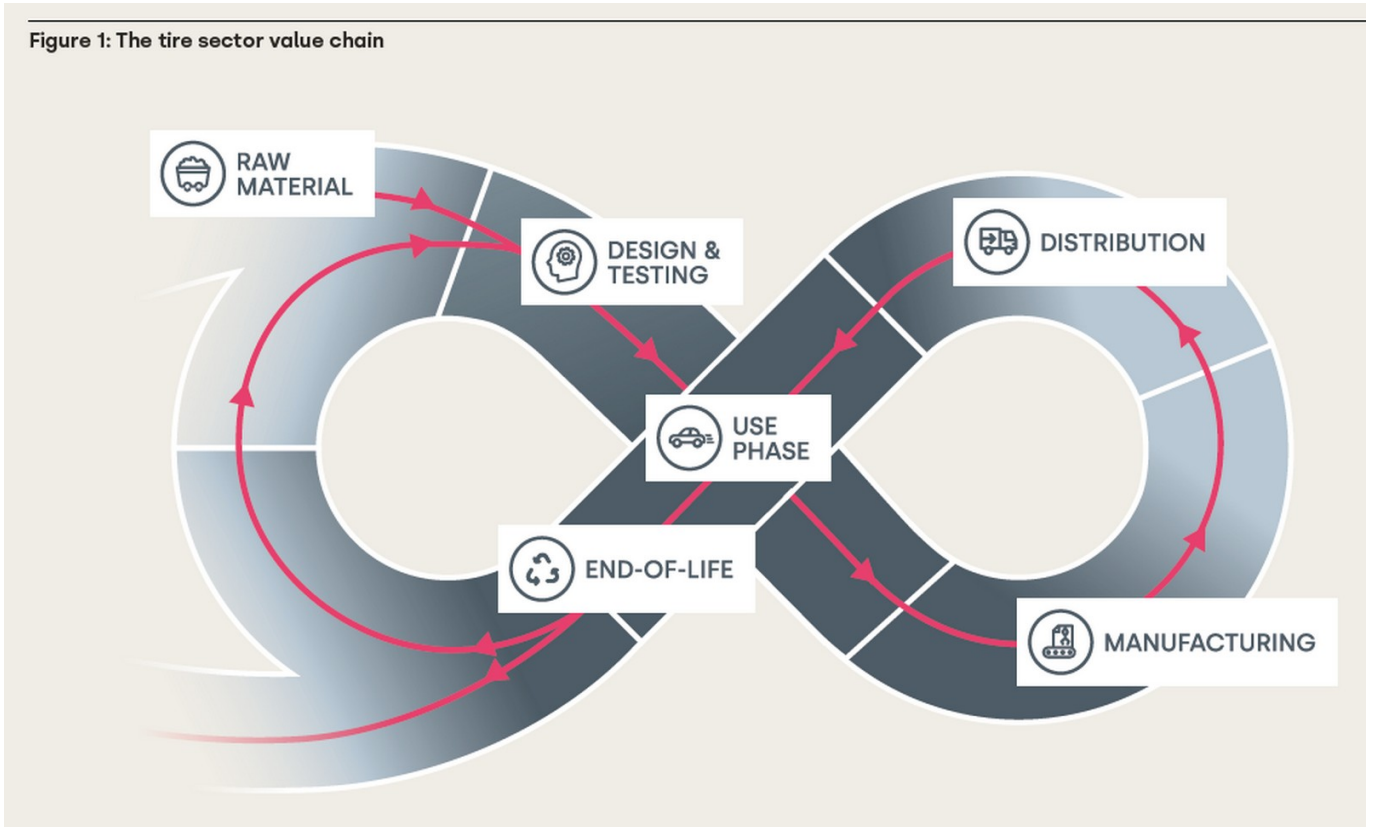 Figure 1: The tire sector value chain
RAW
MATERIAL
DESIGN &
TESTING
DISTRIBUTION
USE
PHASE
END-OF-LIFE
MANUFACTURING